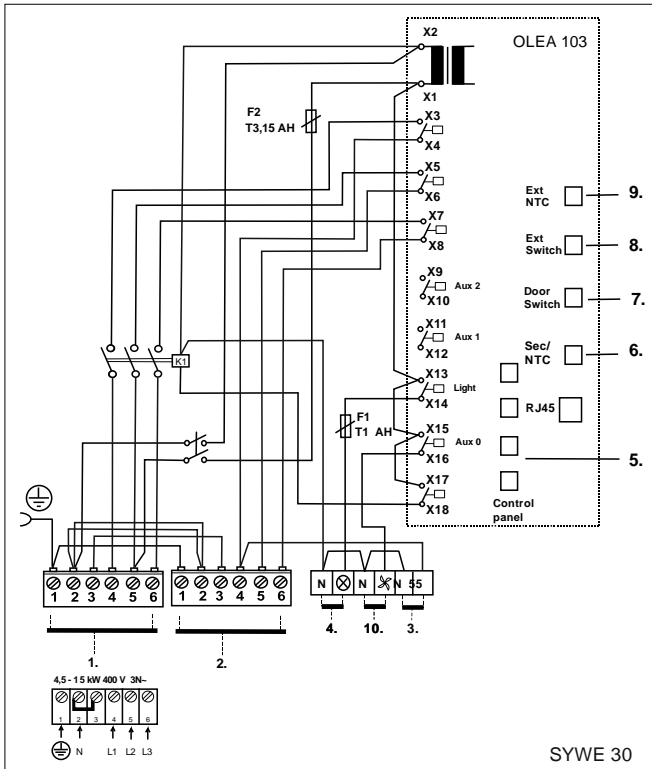 X2
OLEA 103
X1
F2
T3,15 AH
X3
X4
X5
X6
Ext
NTC
9.
X7
X8
Ext
Switch
8.
X9
Aux 2
X10
Door
Switch
7.
X11
Aux 1
X12
Sec/
NTC
6.
K1
X13
Light
X14
RJ45
F1
T1 AH
X15
Aux 0
X16
5.
X17
X18
Control
panel
1 2 3 4 5 6
1 2 3 4 5 6
N N N 55
1.
2.
4.
10.
3.
4,5 - 15 kW 400 V 3N~
1 2 3 4 5 6
N L1 L2 L3
SYWE 30